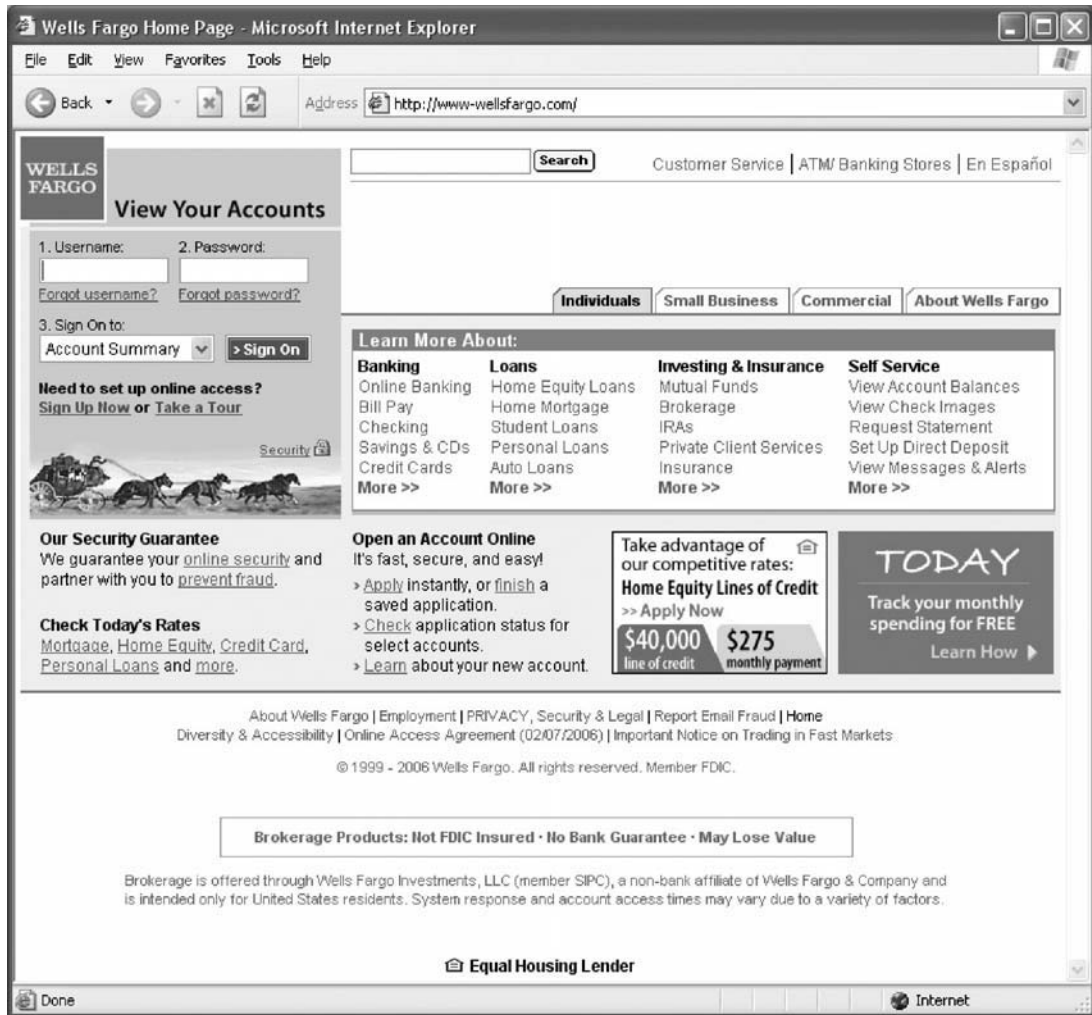 Wells Fargo Home Page - Microsoft Internet Explorer
File Edit View Favorites Tools Help
Back Address http://www-wellsfargo.com/
WELLS
FARGO
View Your Accounts
Search
Customer Service | ATM/ Banking Stores | En Español
1. Username: 2. Password:
Forgot username? Forgot password?
3. Sign On to:
Account Summary > Sign On
Need to set up online access?
Sign Up Now or Take a Tour
Security
Individuals Small Business Commercial About Wells Fargo
Learn More About:
Banking
Online Banking
Bill Pay
Checking
Savings & CDs
Credit Cards
More >>
Loans
Home Equity Loans
Home Mortgage
Student Loans
Personal Loans
Auto Loans
More >>
Investing & Insurance
Mutual Funds
Brokerage
IRAs
Private Client Services
Insurance
More >>
Self Service
View Account Balances
View Check Images
Request Statement
Set Up Direct Deposit
View Messages & Alerts
More >>
Our Security Guarantee
We guarantee your online security and
partner with you to prevent fraud.
Check Today's Rates
Mortgage, Home Equity, Credit Card,
Personal Loans and more.
Open an Account Online
It's fast, secure, and easy!
> Apply instantly, or finish a
saved application.
> Check application status for
select accounts.
> Learn about your new account.
Take advantage of
our competitive rates:
Home Equity Lines of Credit
>> Apply Now
$40,000 $275
line of credit monthly payment
TODAY
Track your monthly
spending for FREE
Learn How
About Wells Fargo | Employment | PRIVACY, Security & Legal | Report Email Fraud | Home
Diversity & Accessibility | Online Access Agreement (02/07/2006) | Important Notice on Trading in Fast Markets
© 1999 - 2006 Wells Fargo. All rights reserved. Member FDIC.
Brokerage Products: Not FDIC Insured · No Bank Guarantee · May Lose Value
Brokerage is offered through Wells Fargo Investments, LLC (member SIPC), a non-bank affiliate of Wells Fargo & Company and
is intended only for United States residents. System response and account access times may vary due to a variety of factors.
Equal Housing Lender
Done Internet